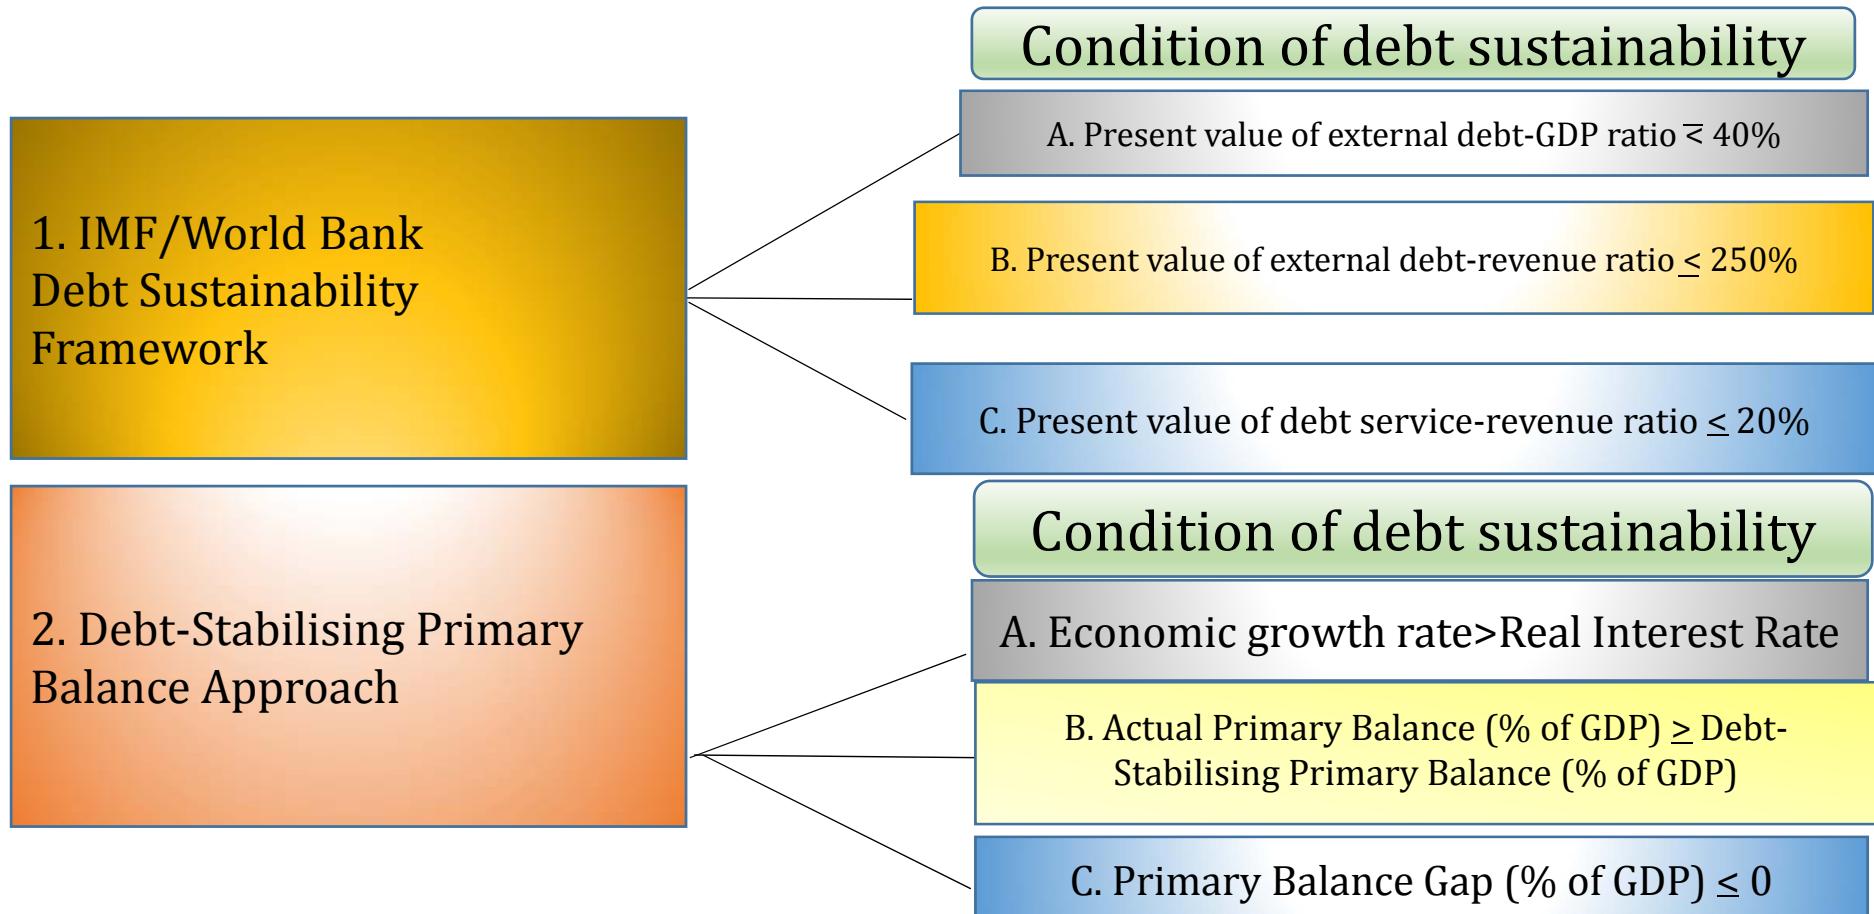 Condition of debt sustainability
A. Present value of external debt-GDP ratio ⋜ 40%
1. IMF/World Bank
Debt Sustainability
Framework
B. Present value of external debt-revenue ratio ≤ 250%
C. Present value of debt service-revenue ratio ≤ 20%
Condition of debt sustainability
2. Debt-Stabilising Primary
Balance Approach
A. Economic growth rate>Real Interest Rate
B. Actual Primary Balance (% of GDP) ≥ Debt-
Stabilising Primary Balance (% of GDP)
C. Primary Balance Gap (% of GDP) ≤ 0